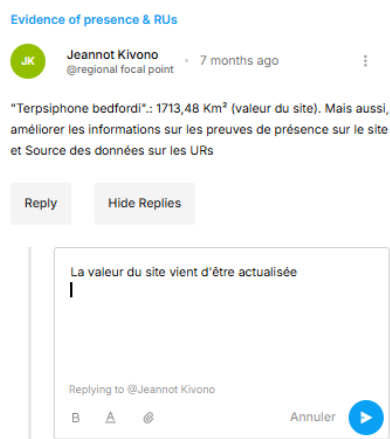 Evidence of presence & RUs
JK
Jeannot Kivono • 7 months ago
@regional focal point
"Terpsiphone bedfordi".: 1713,48 Km² (valeur du site). Mais aussi,
améliorer les informations sur les preuves de présence sur le site
et Source des données sur les URs
Reply Hide Replies
La valeur du site vient d'être actualisée
Replying to @Jeannot Kivono
B A Annuler